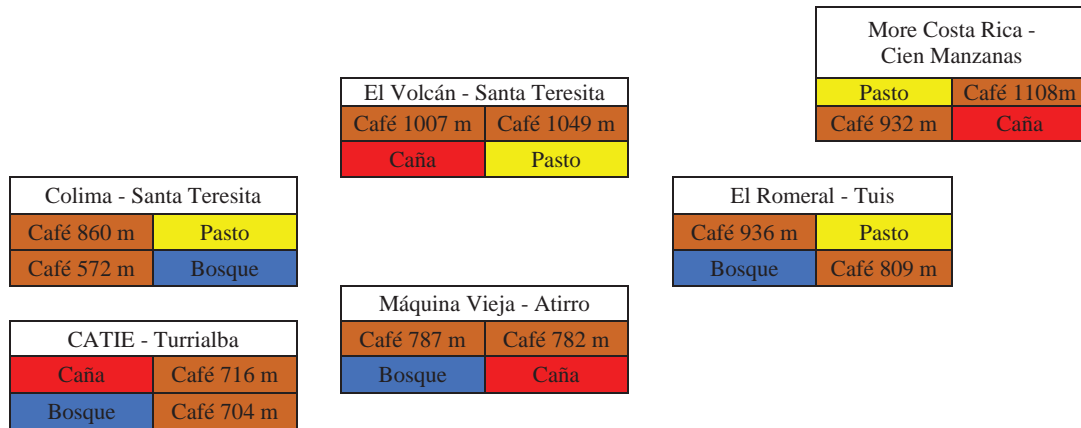 More Costa Rica -
Cien Manzanas
Pasto Café 1108m
Café 932 m Caña
El Volcán - Santa Teresita
Café 1007 m Café 1049 m
Caña Pasto
Colima - Santa Teresita
Café 860 m Pasto
Café 572 m Bosque
El Romeral - Tuis
Café 936 m Pasto
Bosque Café 809 m
Máquina Vieja - Atirro
Café 787 m Café 782 m
Bosque Caña
CATIE - Turrialba
Caña Café 716 m
Bosque Café 704 m